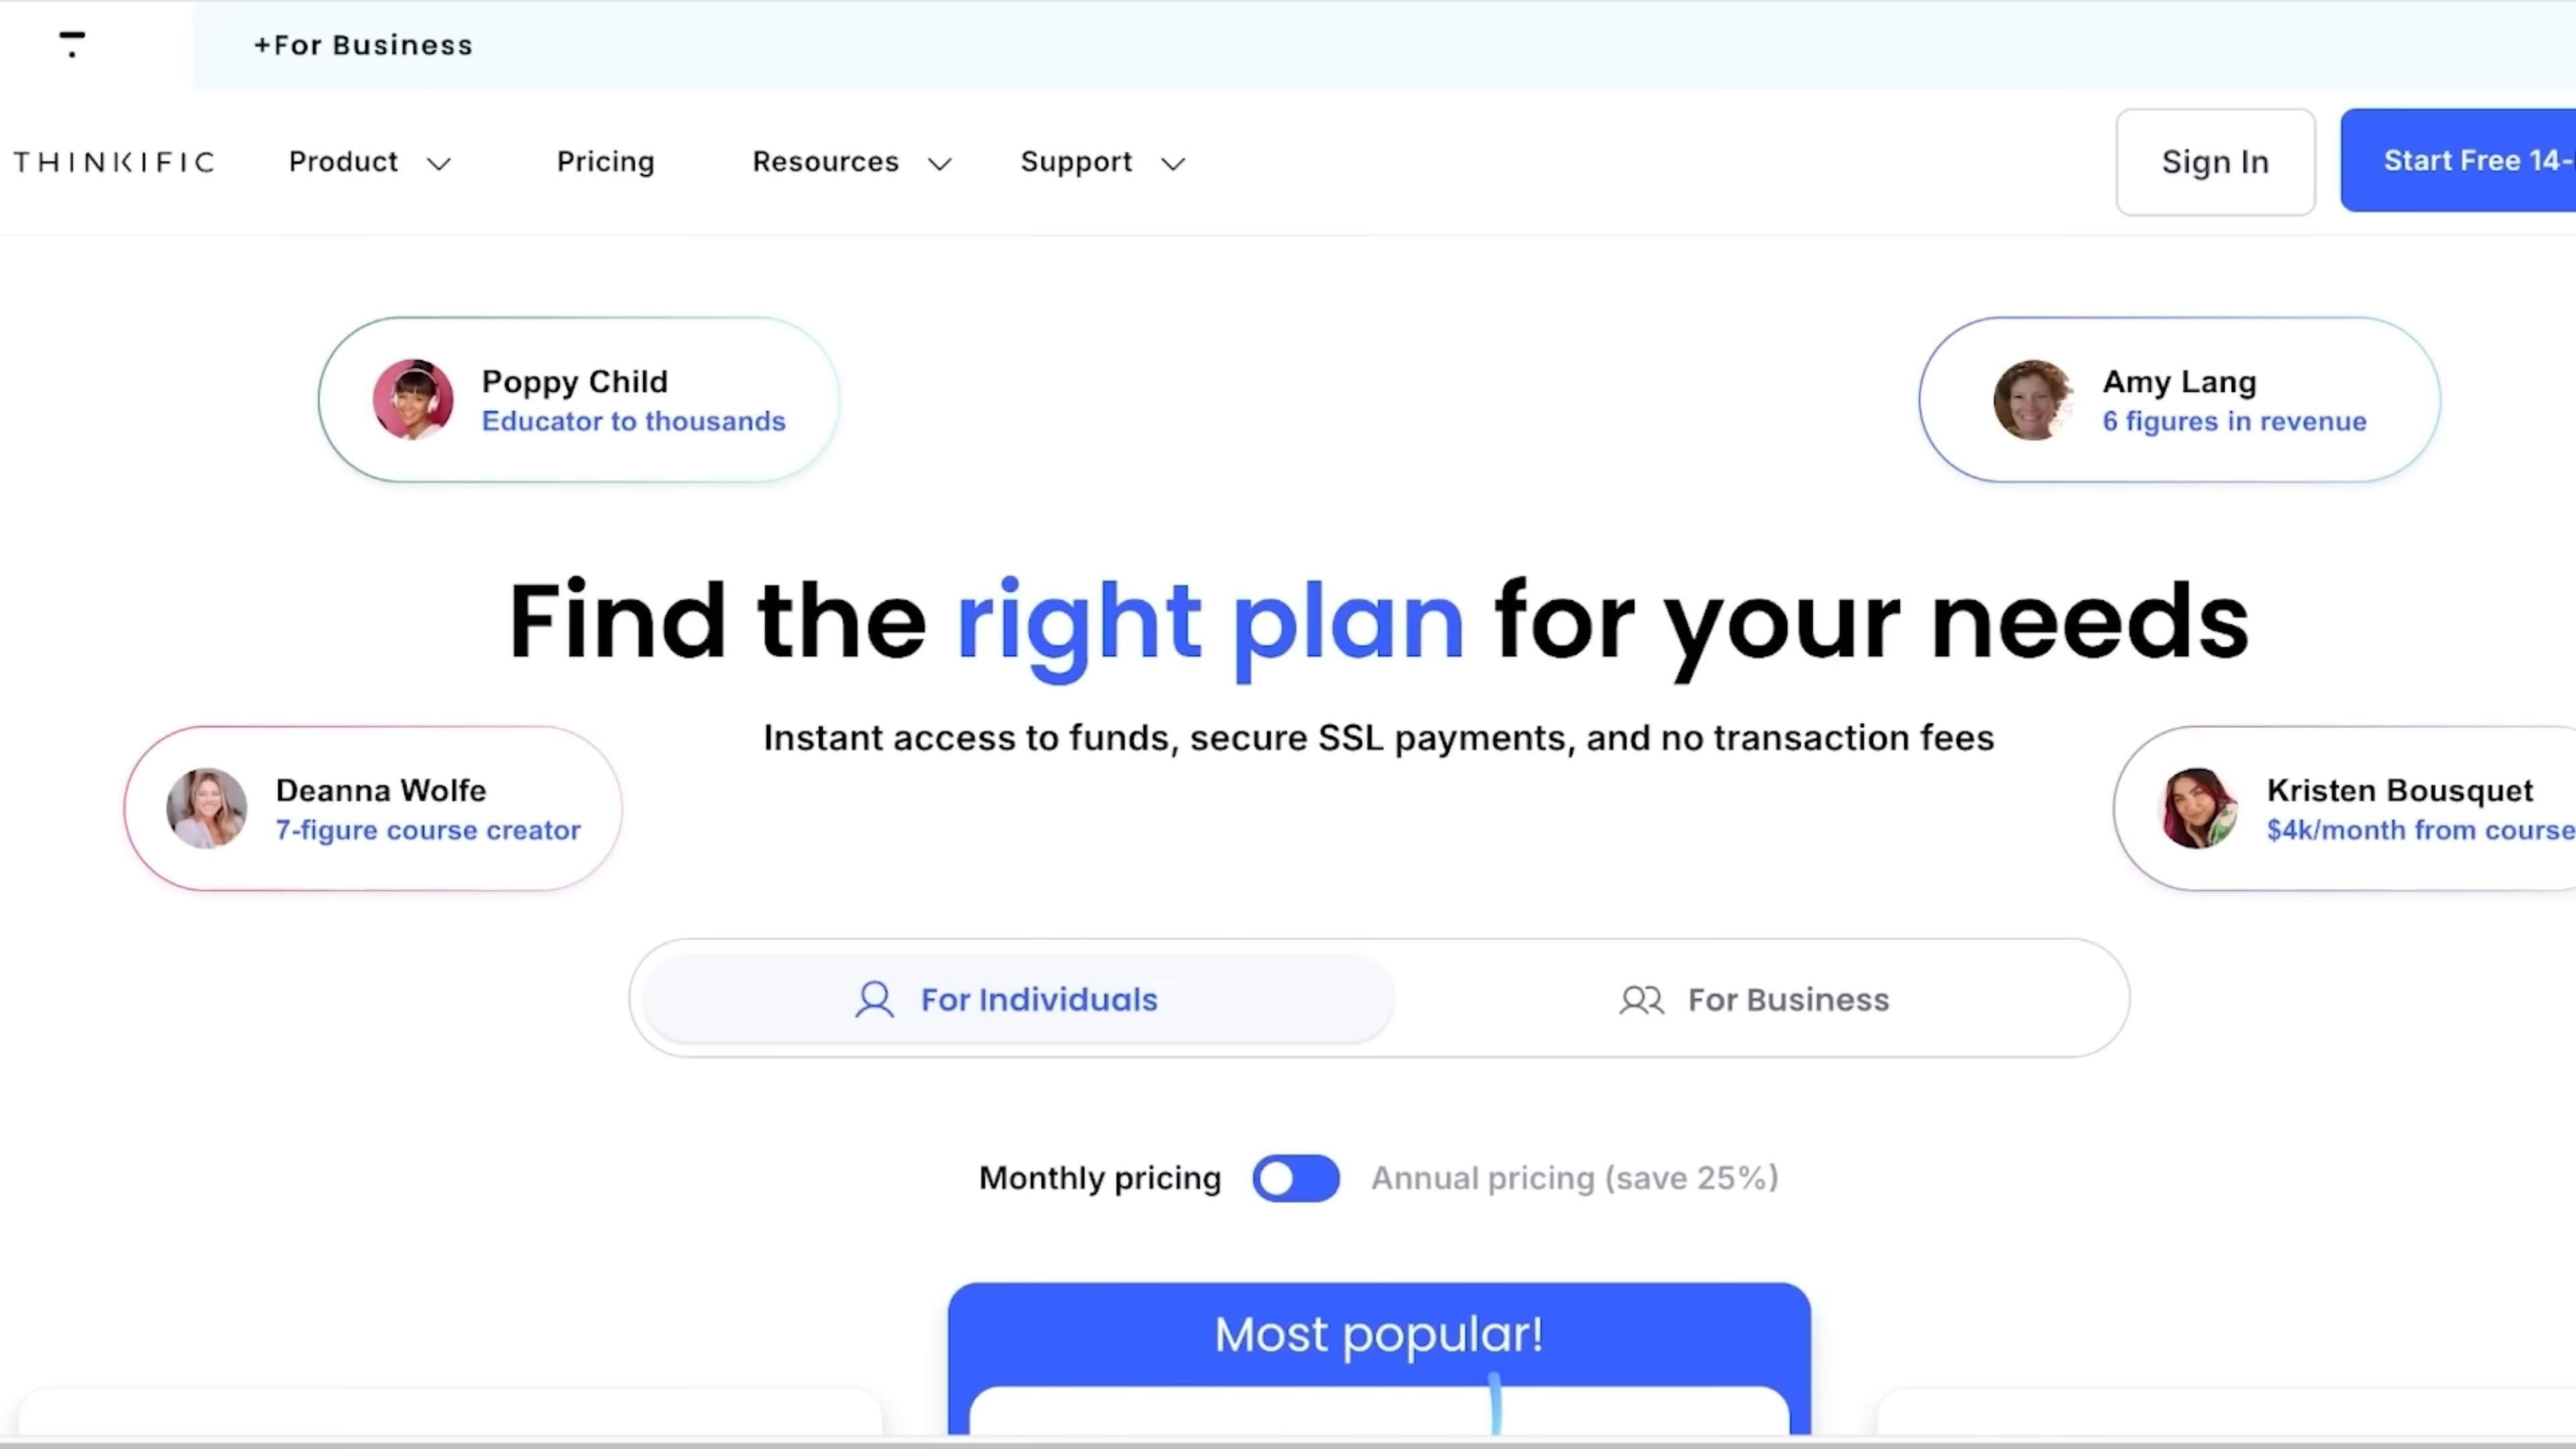 +For Business
THINKIFIC
Product
Pricing
Resources
Support
Sign In
Start Free 14-
Poppy Child
Educator to thousands
Amy Lang
6 figures in revenue
Find the right plan for your needs
Instant access to funds, secure SSL payments, and no transaction fees
Deanna Wolfe
7-figure course creator
Kristen Bousquet
$4k/month from course
For Individuals
For Business
Monthly pricing
Annual pricing (save 25%)
Most popular!